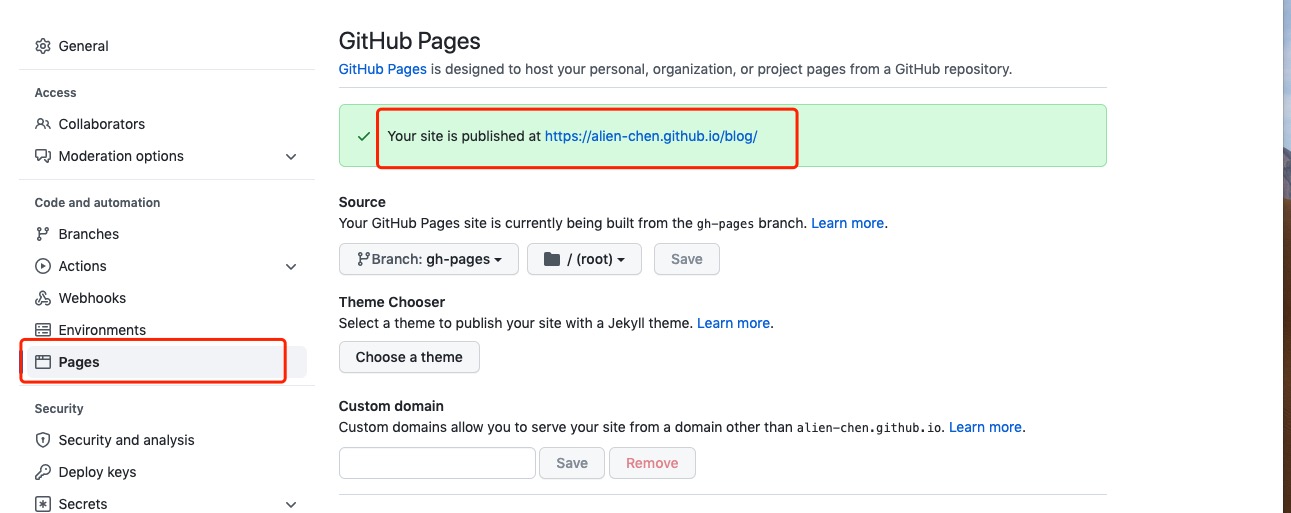 General
Access
Collaborators
Moderation options
Code and automation
Branches
Actions
Webhooks
Environments
Pages
Security
Security and analysis
Deploy keys
Secrets
GitHub Pages
GitHub Pages is designed to host your personal, organization, or project pages from a GitHub repository.
Your site is published at https://alien-chen.github.io/blog/
Source
Your GitHub Pages site is currently being built from the gh-pages branch. Learn more.
Branch: gh-pages / (root) Save
Theme Chooser
Select a theme to publish your site with a Jekyll theme. Learn more.
Choose a theme
Custom domain
Custom domains allow you to serve your site from a domain other than alien-chen.github.io. Learn more.
Save Remove